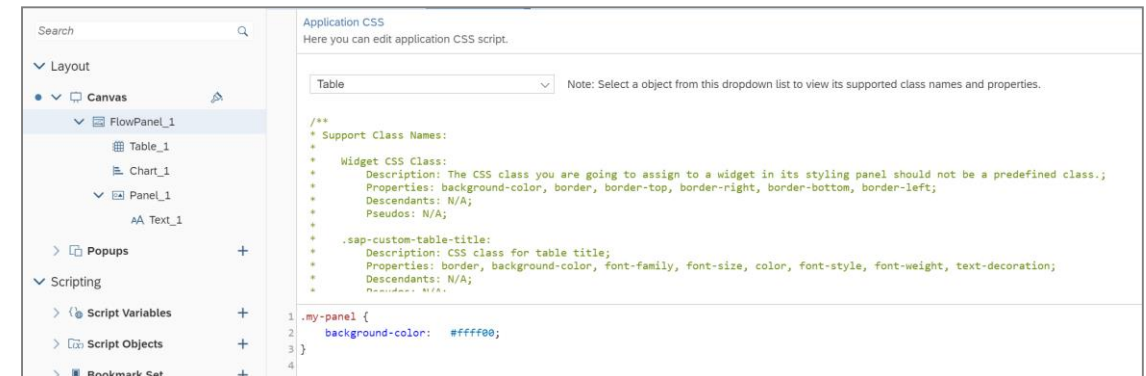 Search
Layout
Canvas
FlowPanel_1
Table_1
Chart_1
Panel_1
AA Text_1
Popups +
Scripting
Script Variables +
Script Objects +
Bookmark Set +
Application CSS
Here you can edit application CSS script.
Table Note: Select a object from this dropdown list to view its supported class names and properties.
/**
* Support Class Names:
*
* Widget CSS Class:
* Description: The CSS class you are going to assign to a widget in its styling panel should not be a predefined class.;
* Properties: background-color, border, border-top, border-right, border-bottom, border-left;
* Descendants: N/A;
* Pseudos: N/A;
*
* .sap-custom-table-title:
* Description: CSS class for table title;
* Properties: border, background-color, font-family, font-size, color, font-style, font-weight, text-decoration;
* Descendants: N/A;
* Pseudos: N/A;
1 .my-panel {
2 background-color: #ffff00;
3 }
4